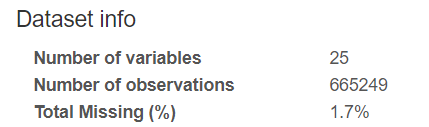 Dataset info
Number of variables 25
Number of observations 665249
Total Missing (%) 1.7%